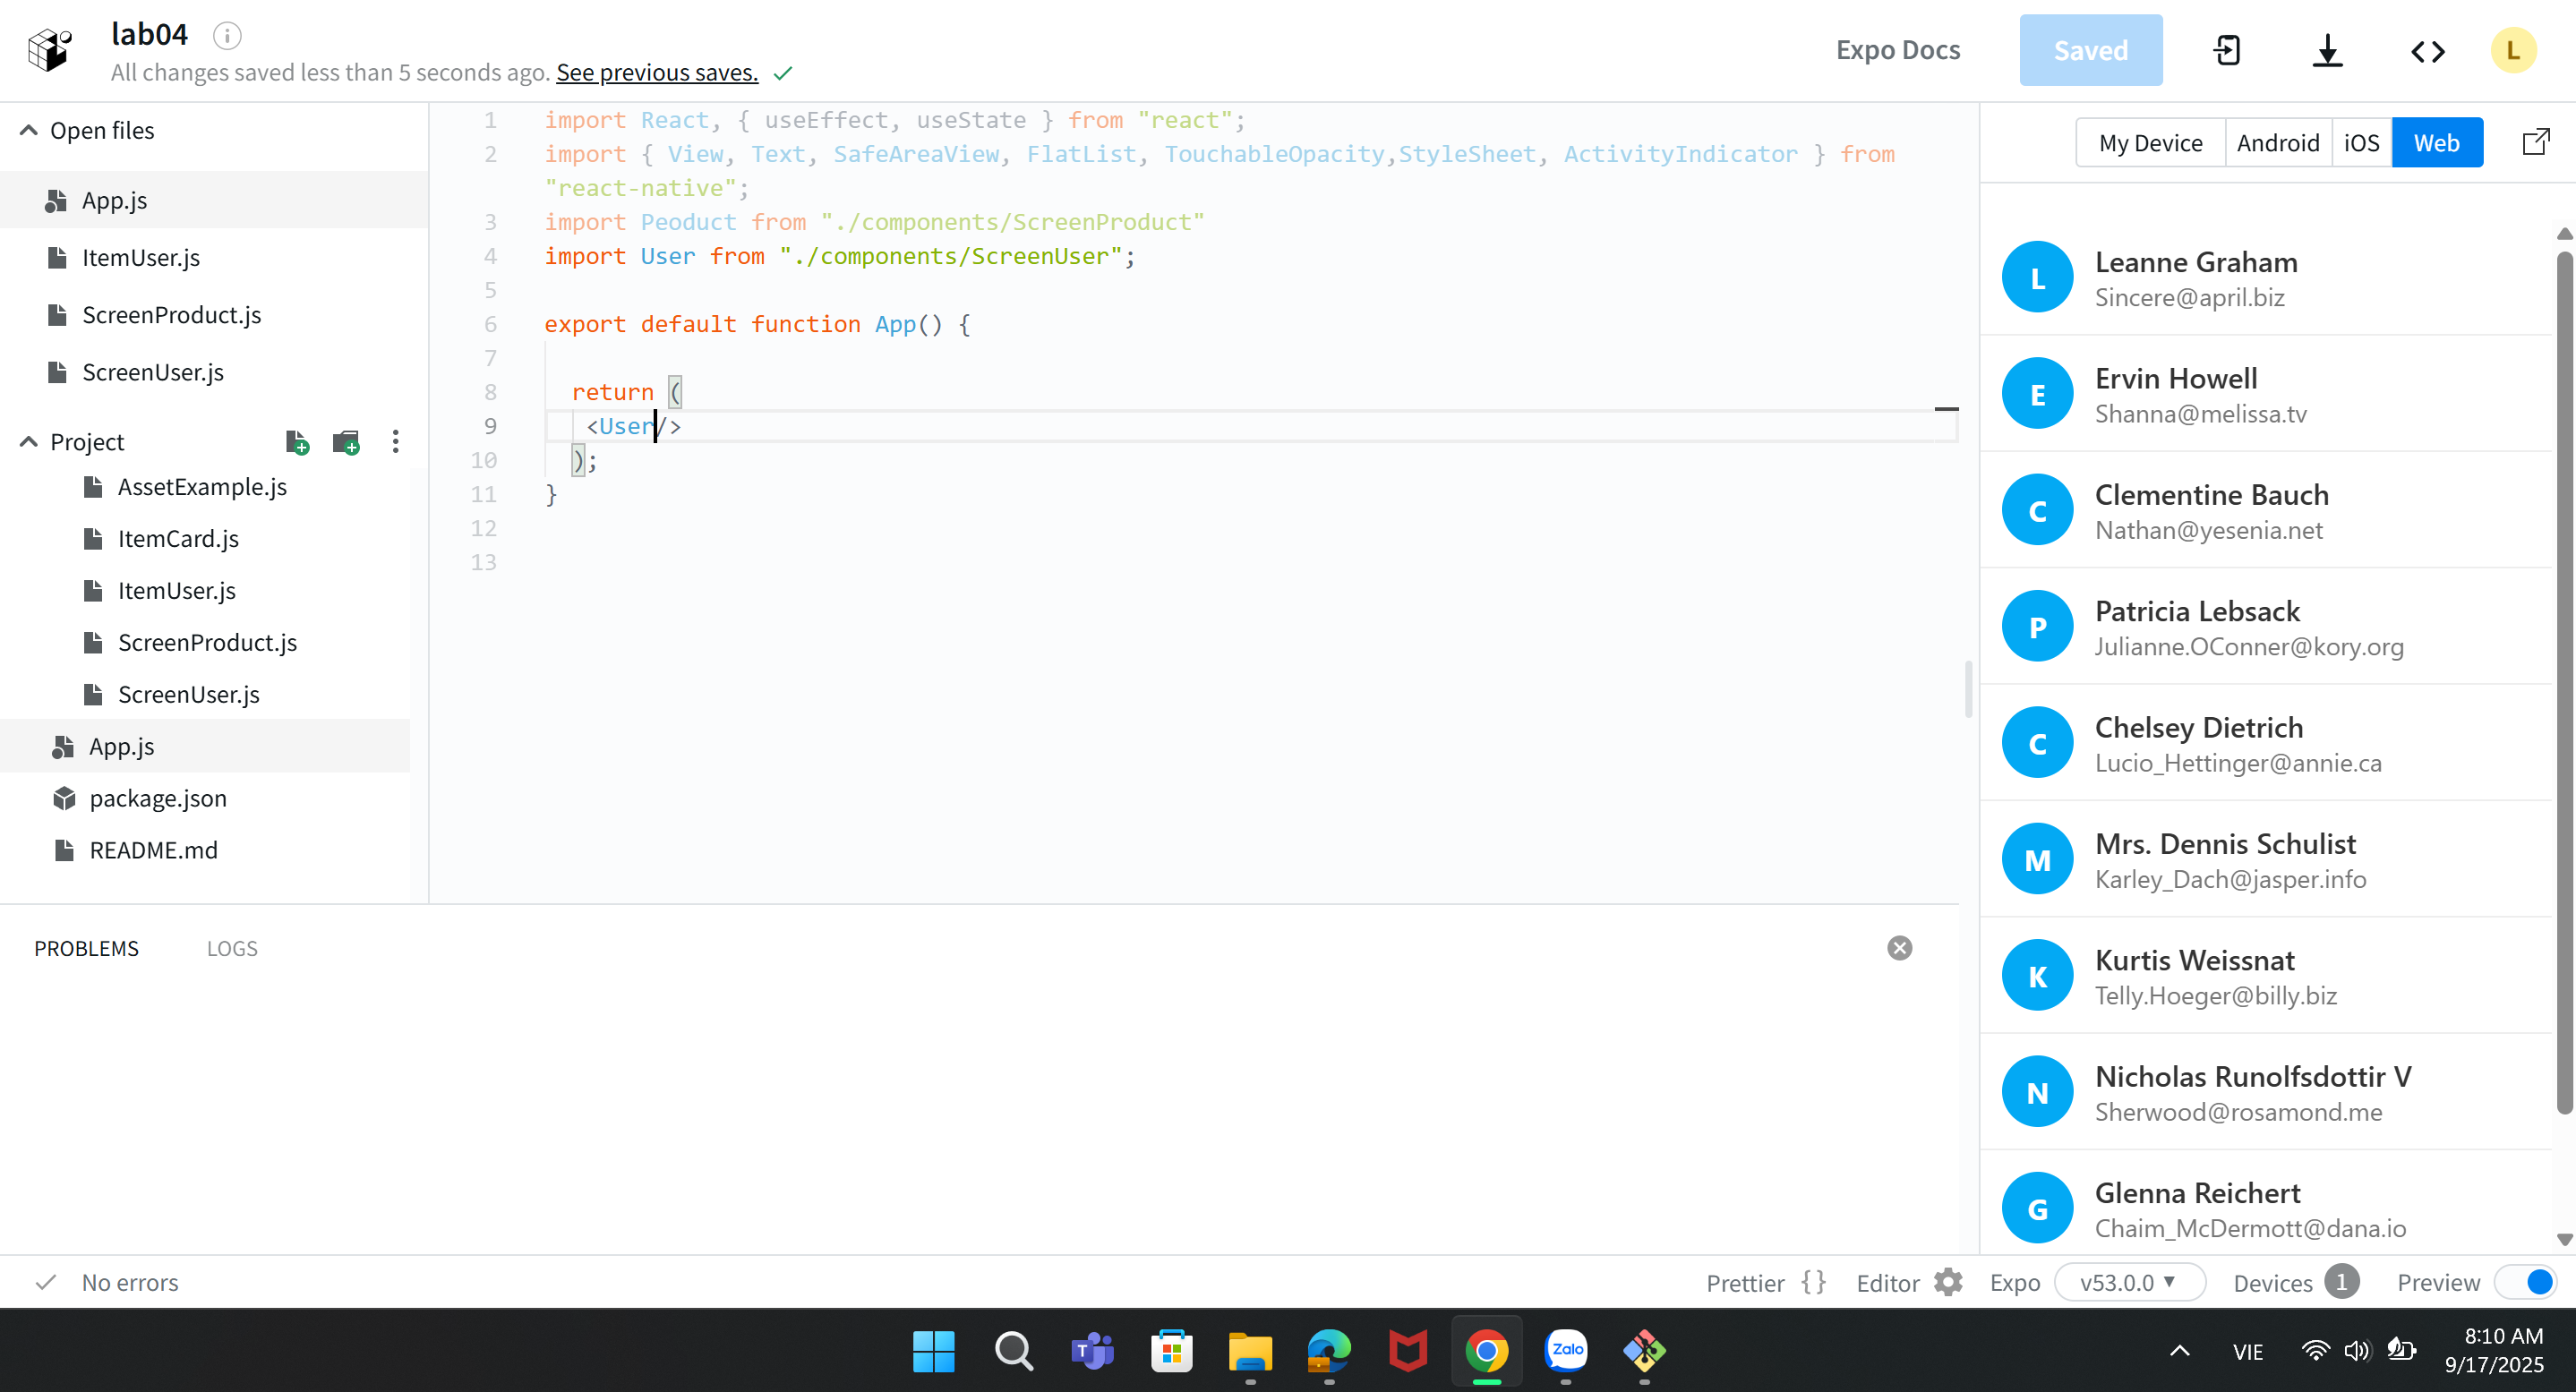 lab04
All changes saved less than 5 seconds ago. See previous saves.
Expo Docs
Saved
L
Open files
App.js
ItemUser.js
ScreenProduct.js
ScreenUser.js
Project
AssetExample.js
ItemCard.js
ItemUser.js
ScreenProduct.js
ScreenUser.js
App.js
package.json
README.md
1 import React, { useEffect, useState } from "react";
2 import { View, Text, SafeAreaView, FlatList, TouchableOpacity,StyleSheet, ActivityIndicator } from
"react-native";
3 import Peoduct from "./components/ScreenProduct"
4 import User from "./components/ScreenUser";
5
6 export default function App() {
7
8 return (
9 <User/>
10 );
11 }
12
13
My Device Android iOS Web
L
Leanne Graham
Sincere@april.biz
E
Ervin Howell
Shanna@melissa.tv
C
Clementine Bauch
Nathan@yesenia.net
P
Patricia Lebsack
Julianne.OConner@kory.org
C
Chelsey Dietrich
Lucio_Hettinger@annie.ca
M
Mrs. Dennis Schulist
Karley_Dach@jasper.info
K
Kurtis Weissnat
Telly.Hoeger@billy.biz
N
Nicholas Runolfsdottir V
Sherwood@rosamond.me
G
Glenna Reichert
Chaim_McDermott@dana.io
PROBLEMS LOGS
No errors
Prettier {} Editor Expo v53.0.0 Devices 1 Preview
T
Zalo
VIE
8:10 AM
9/17/2025